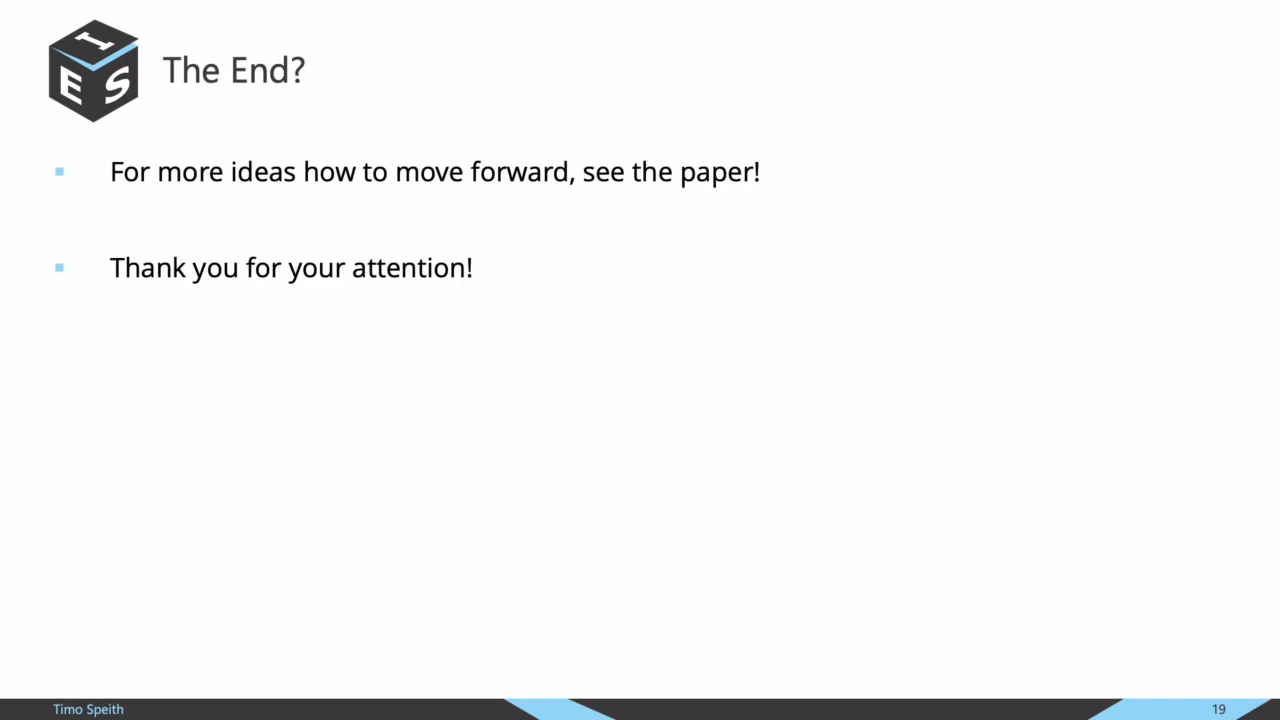 I
E S
The End?
For more ideas how to move forward, see the paper!
Thank you for your attention!
Timo Speith
19